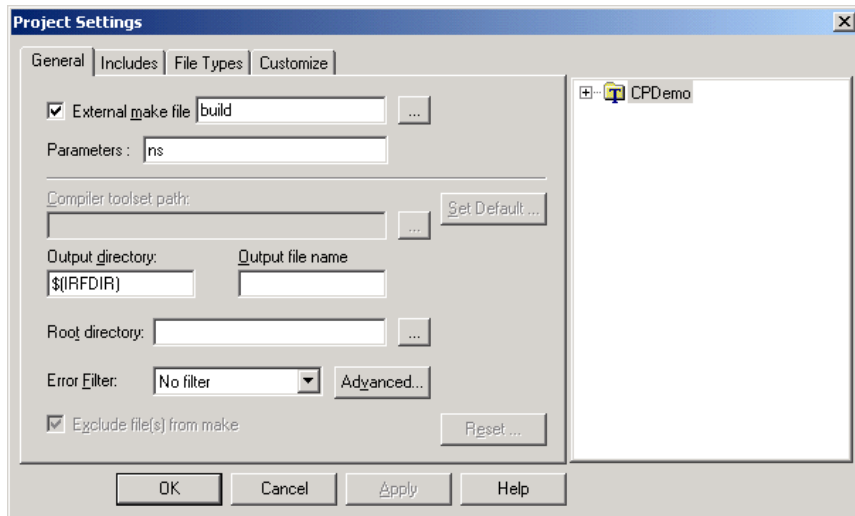 Project Settings
General Includes File Types Customize
External make file build ...
Parameters : ns
Compiler toolset path:
Set Default ...
...
Output directory: Output file name
$(IRFDIR)
Root directory: ...
Error Filter: No filter Advanced...
Exclude file(s) from make Reset ...
OK Cancel Apply Help
CPDemo